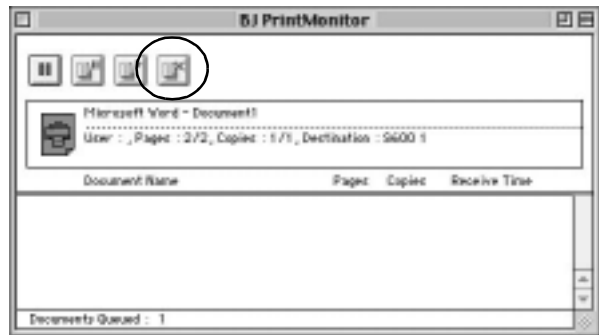 BJ PrintMonitor
Microsoft Word - Document1
User : , Pages : 2/2, Copies : 1/1, Destination : S600 1
Document Name Pages Copies Receive Time
Documents Queued : 1